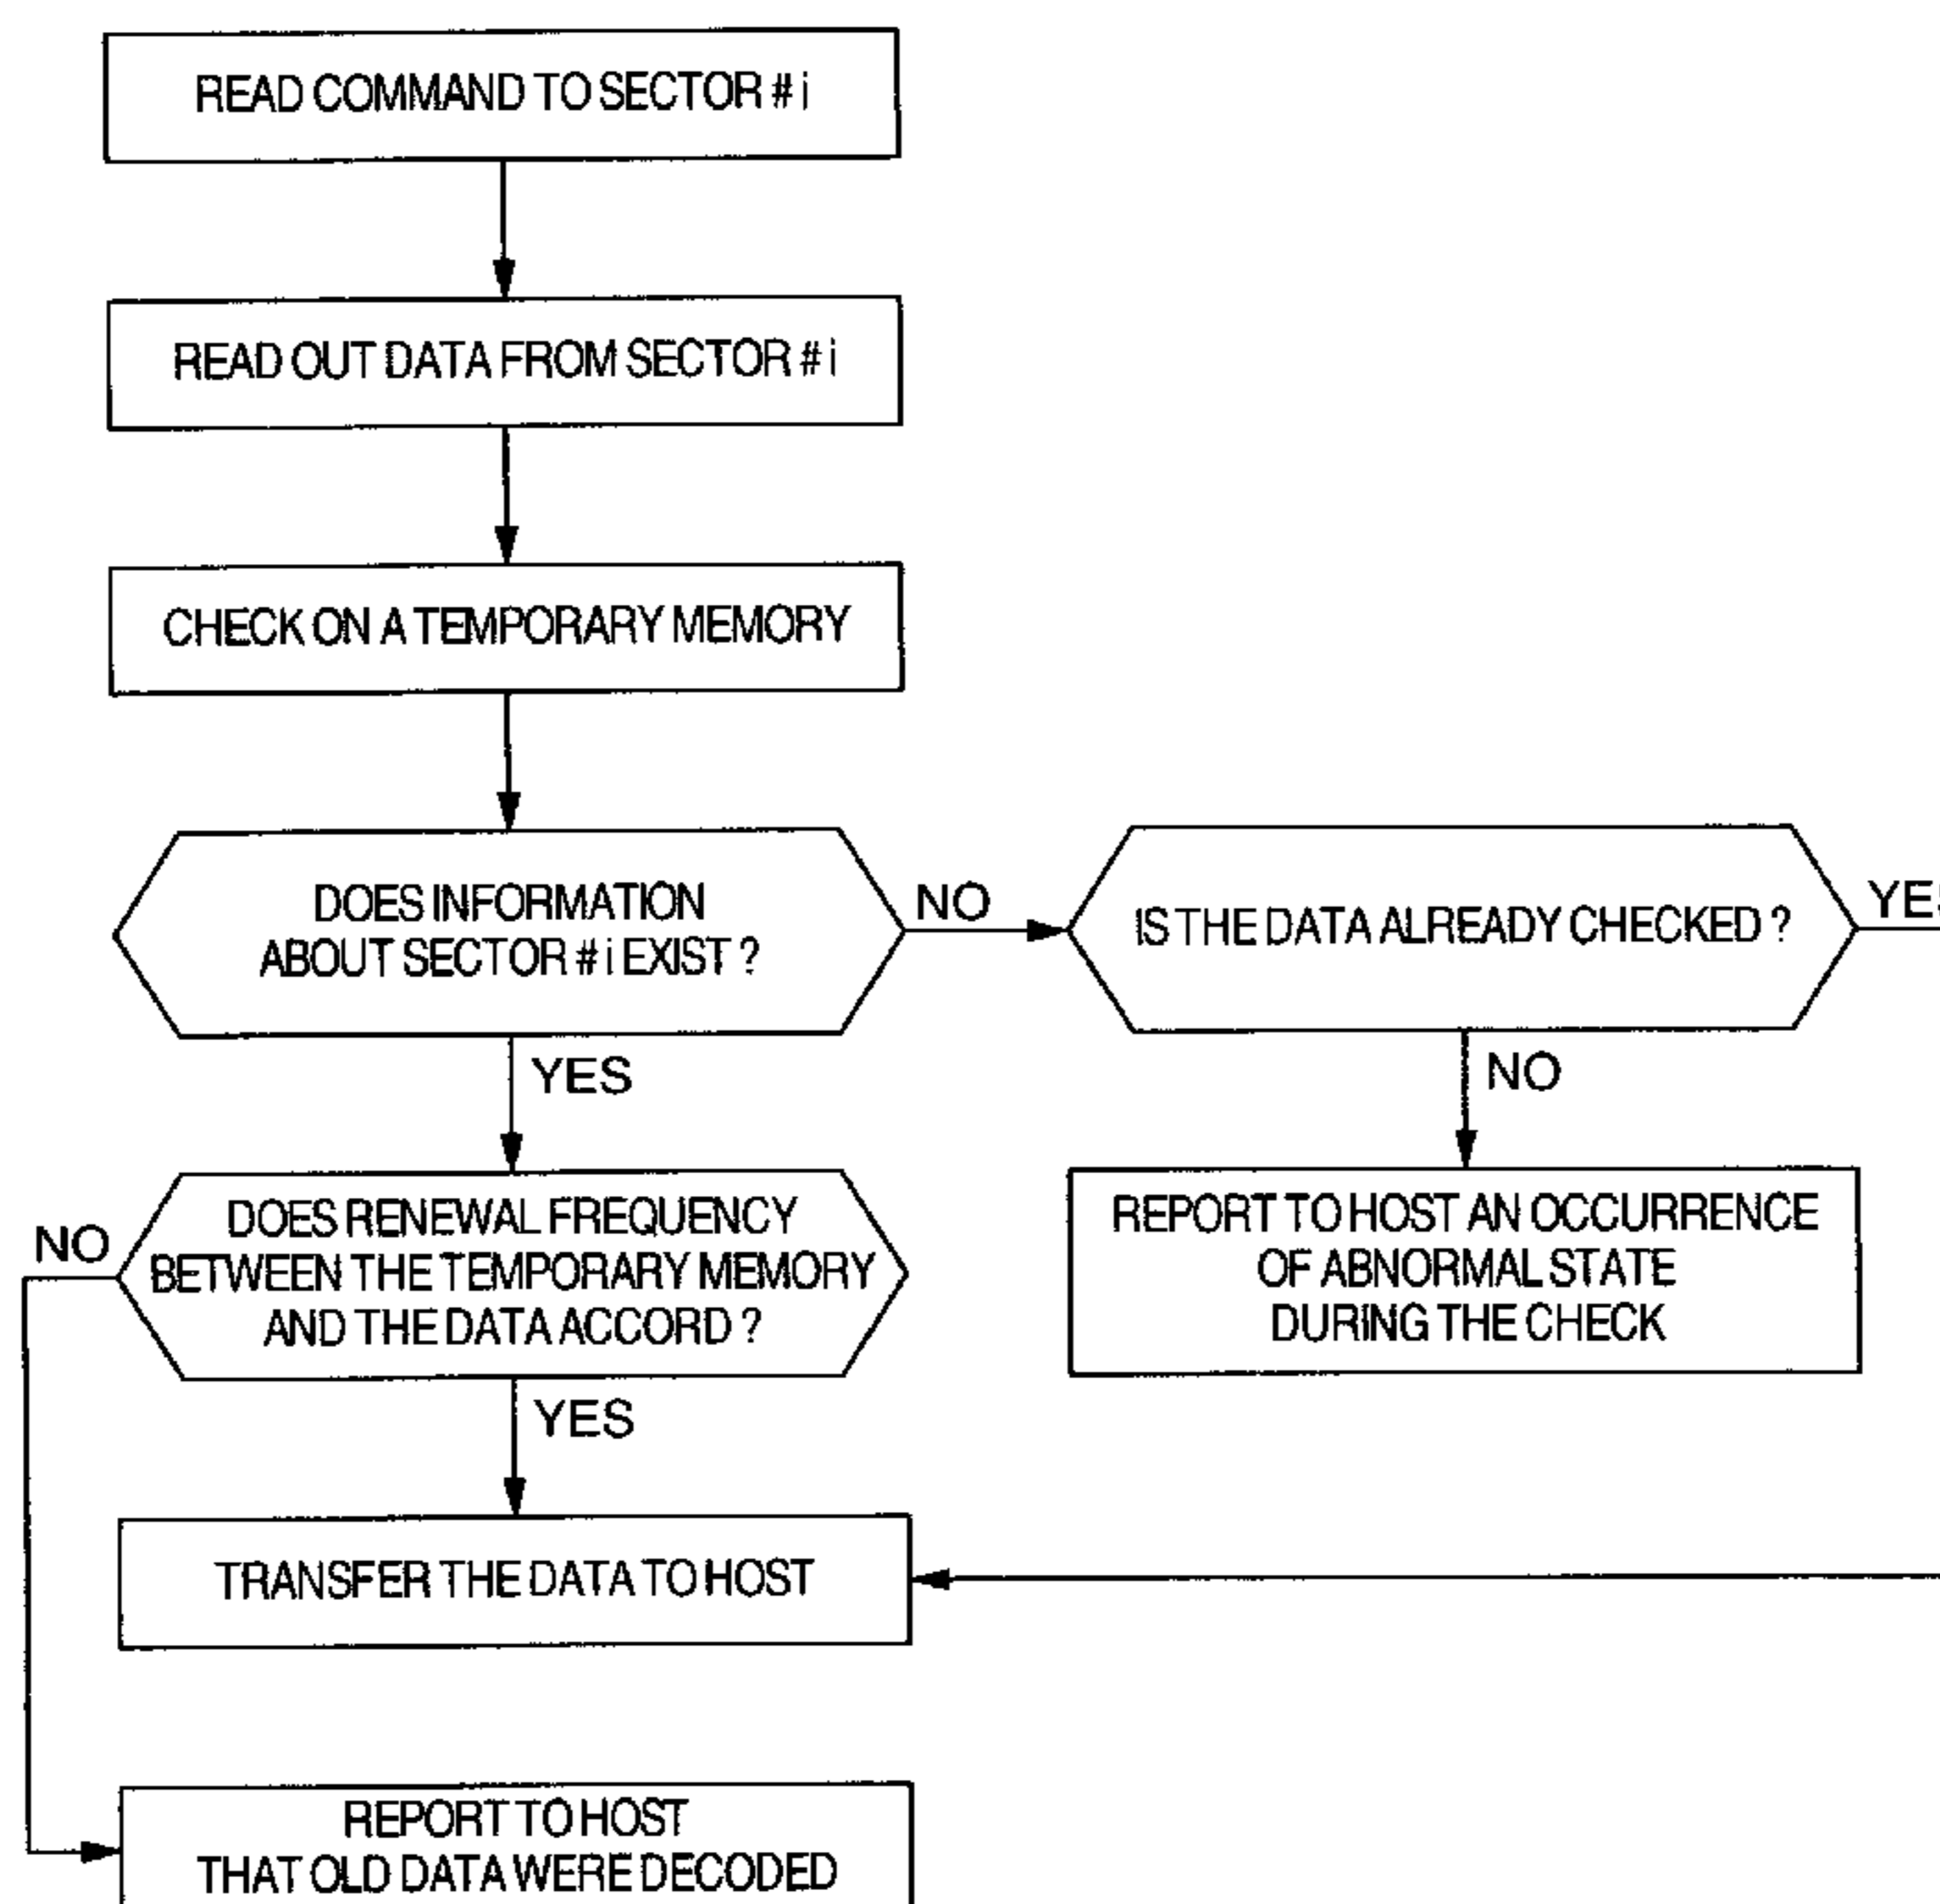 READ COMMAND TO SECTOR # i
READ OUT DATA FROM SECTOR # i
CHECK ON A TEMPORARY MEMORY
DOES INFORMATION
ABOUT SECTOR # i EXIST ?
NO
IS THE DATA ALREADY CHECKED ?
YES
YES
NO
DOES RENEWAL FREQUENCY
BETWEEN THE TEMPORARY MEMORY
AND THE DATA ACCORD ?
NO
REPORT TO HOST AN OCCURRENCE
OF ABNORMAL STATE
DURING THE CHECK
YES
TRANSFER THE DATA TO HOST
REPORT TO HOST
THAT OLD DATA WERE DECODED